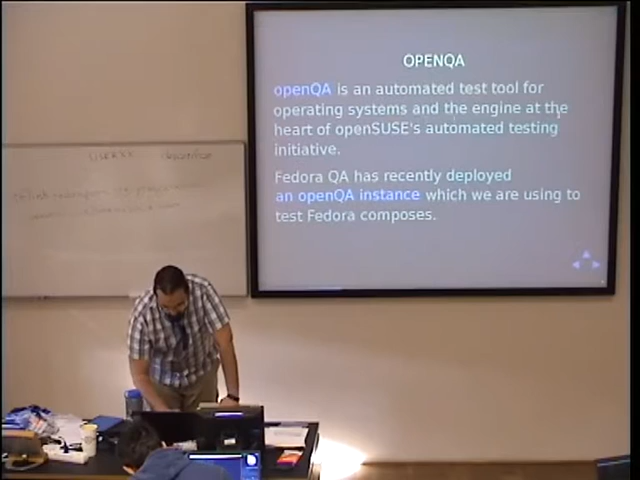 OPENQA
openQA is an automated test tool for
operating systems and the engine at the
heart of openSUSE's automated testing
initiative.
Fedora QA has recently deployed
an openQA instance which we are using to
test Fedora composes.